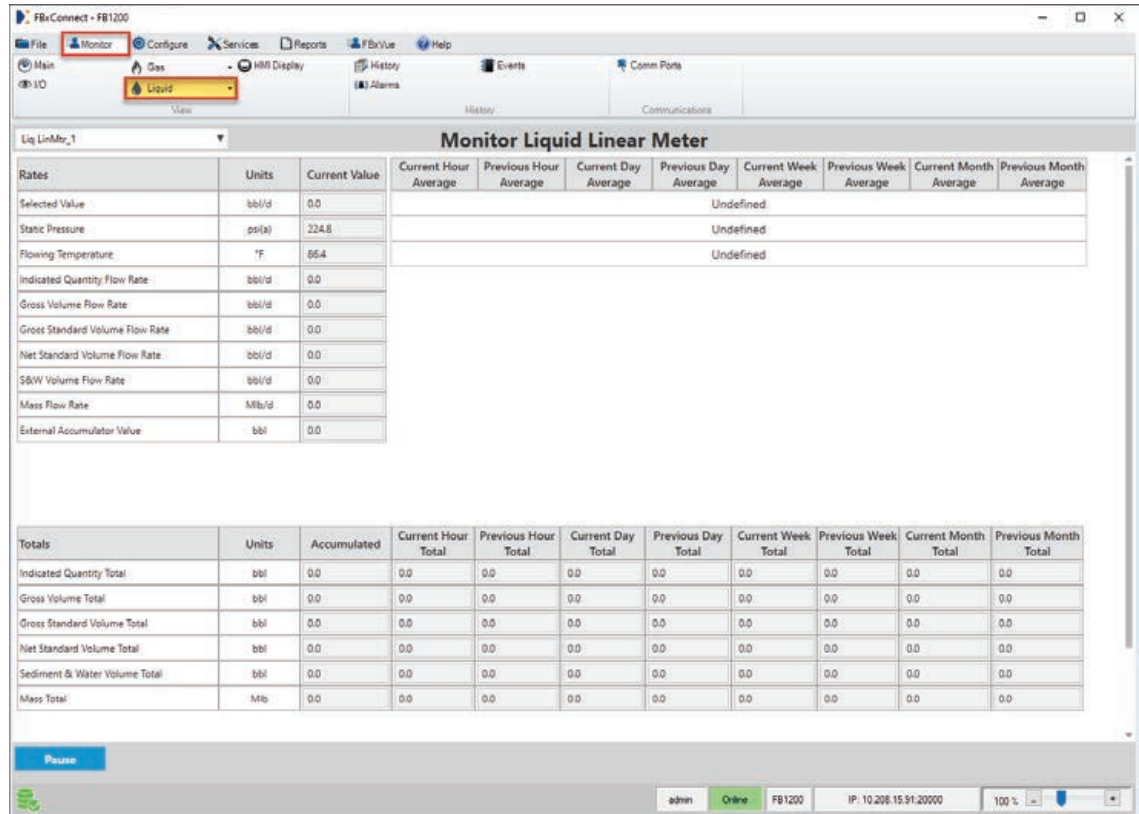 FBxConnect - FB1200
File Monitor Configure Services Reports FBxVue Help
Main Gas HMI Display History Events Comm Ports
I/O Liquid Alarms
View History Communications
Liq LinMtr_1 Monitor Liquid Linear Meter
Rates Units Current Value Current Hour Average Previous Hour Average Current Day Average Previous Day Average Current Week Average Previous Week Average Current Month Average Previous Month Average
Selected Value bbl/d 0.0 Undefined
Static Pressure psi(a) 224.8 Undefined
Flowing Temperature °F 86.4 Undefined
Indicated Quantity Flow Rate bbl/d 0.0
Gross Volume Flow Rate bbl/d 0.0
Gross Standard Volume Flow Rate bbl/d 0.0
Net Standard Volume Flow Rate bbl/d 0.0
S&W Volume Flow Rate bbl/d 0.0
Mass Flow Rate Mlb/d 0.0
External Accumulator Value bbl 0.0
Totals Units Accumulated Current Hour Total Previous Hour Total Current Day Total Previous Day Total Current Week Total Previous Week Total Current Month Total Previous Month Total
Indicated Quantity Total bbl 0.0 0.0 0.0 0.0 0.0 0.0 0.0 0.0 0.0
Gross Volume Total bbl 0.0 0.0 0.0 0.0 0.0 0.0 0.0 0.0 0.0
Gross Standard Volume Total bbl 0.0 0.0 0.0 0.0 0.0 0.0 0.0 0.0 0.0
Net Standard Volume Total bbl 0.0 0.0 0.0 0.0 0.0 0.0 0.0 0.0 0.0
Sediment & Water Volume Total bbl 0.0 0.0 0.0 0.0 0.0 0.0 0.0 0.0 0.0
Mass Total Mlb 0.0 0.0 0.0 0.0 0.0 0.0 0.0 0.0 0.0
Pause
admin Online FB1200 IP: 10.208.15.91:20000 100 %